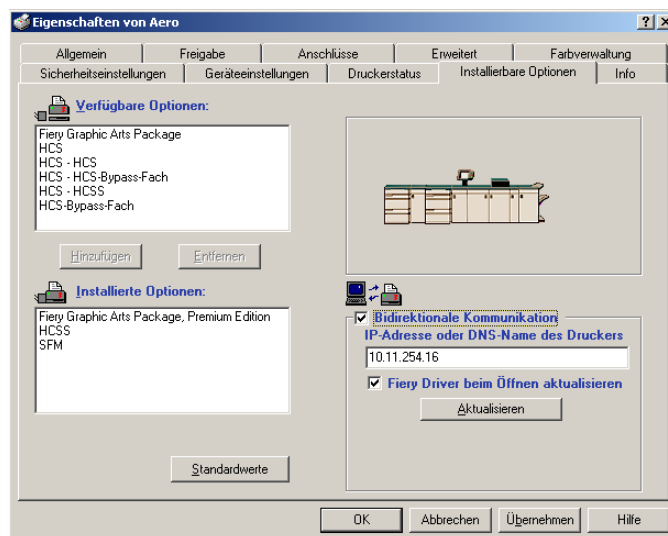 Eigenschaften von Aero
Allgemein
Freigabe
Anschlüsse
Erweitert
Farbverwaltung
Sicherheitseinstellungen
Geräteeinstellungen
Druckerstatus
Installierbare Optionen
Info
Verfügbare Optionen:
Fiery Graphic Arts Package
HCS
HCS - HCS
HCS - HCS-Bypass-Fach
HCS - HCSS
HCS-Bypass-Fach
Hinzufügen
Entfernen
Installierte Optionen:
Fiery Graphic Arts Package, Premium Edition
HCSS
SFM
Standardwerte
Bidirektionale Kommunikation
IP-Adresse oder DNS-Name des Druckers
10.11.254.16
Fiery Driver beim Öffnen aktualisieren
Aktualisieren
OK
Abbrechen
Übernehmen
Hilfe